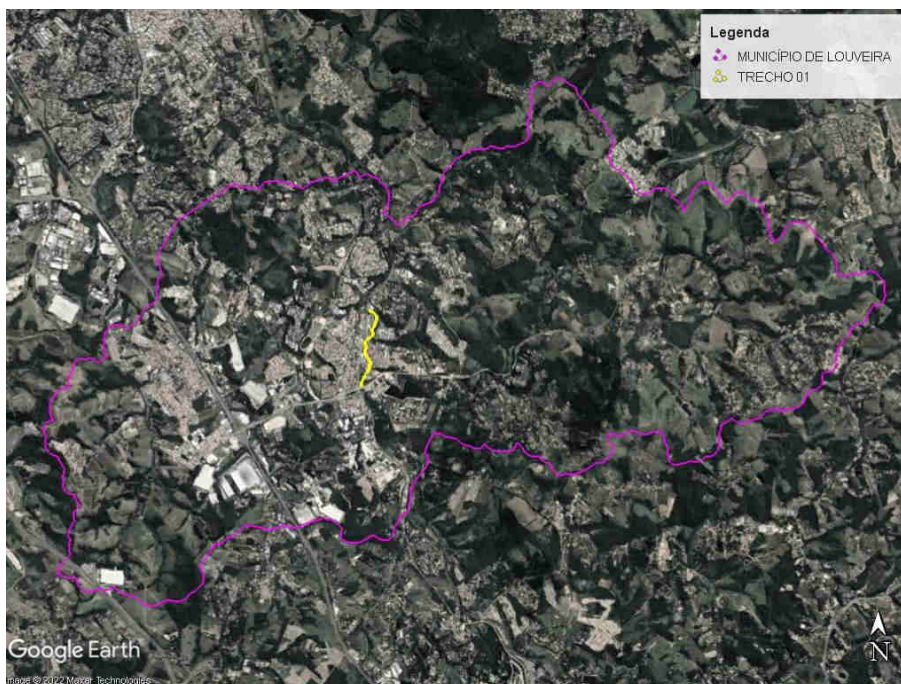 Legenda
MUNICÍPIO DE LOUVEIRA
TRECHO 01
Google Earth
N
Image © 2022 Maxar Technologies